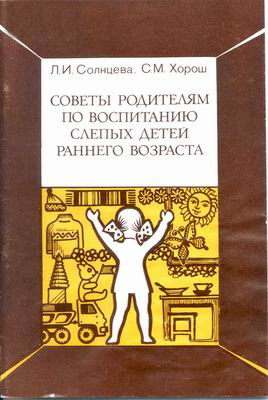 Л.И. Солнцева, С.М. Хорош
СОВЕТЫ РОДИТЕЛЯМ
ПО ВОСПИТАНИЮ
СЛЕПЫХ ДЕТЕЙ
РАННЕГО ВОЗРАСТА